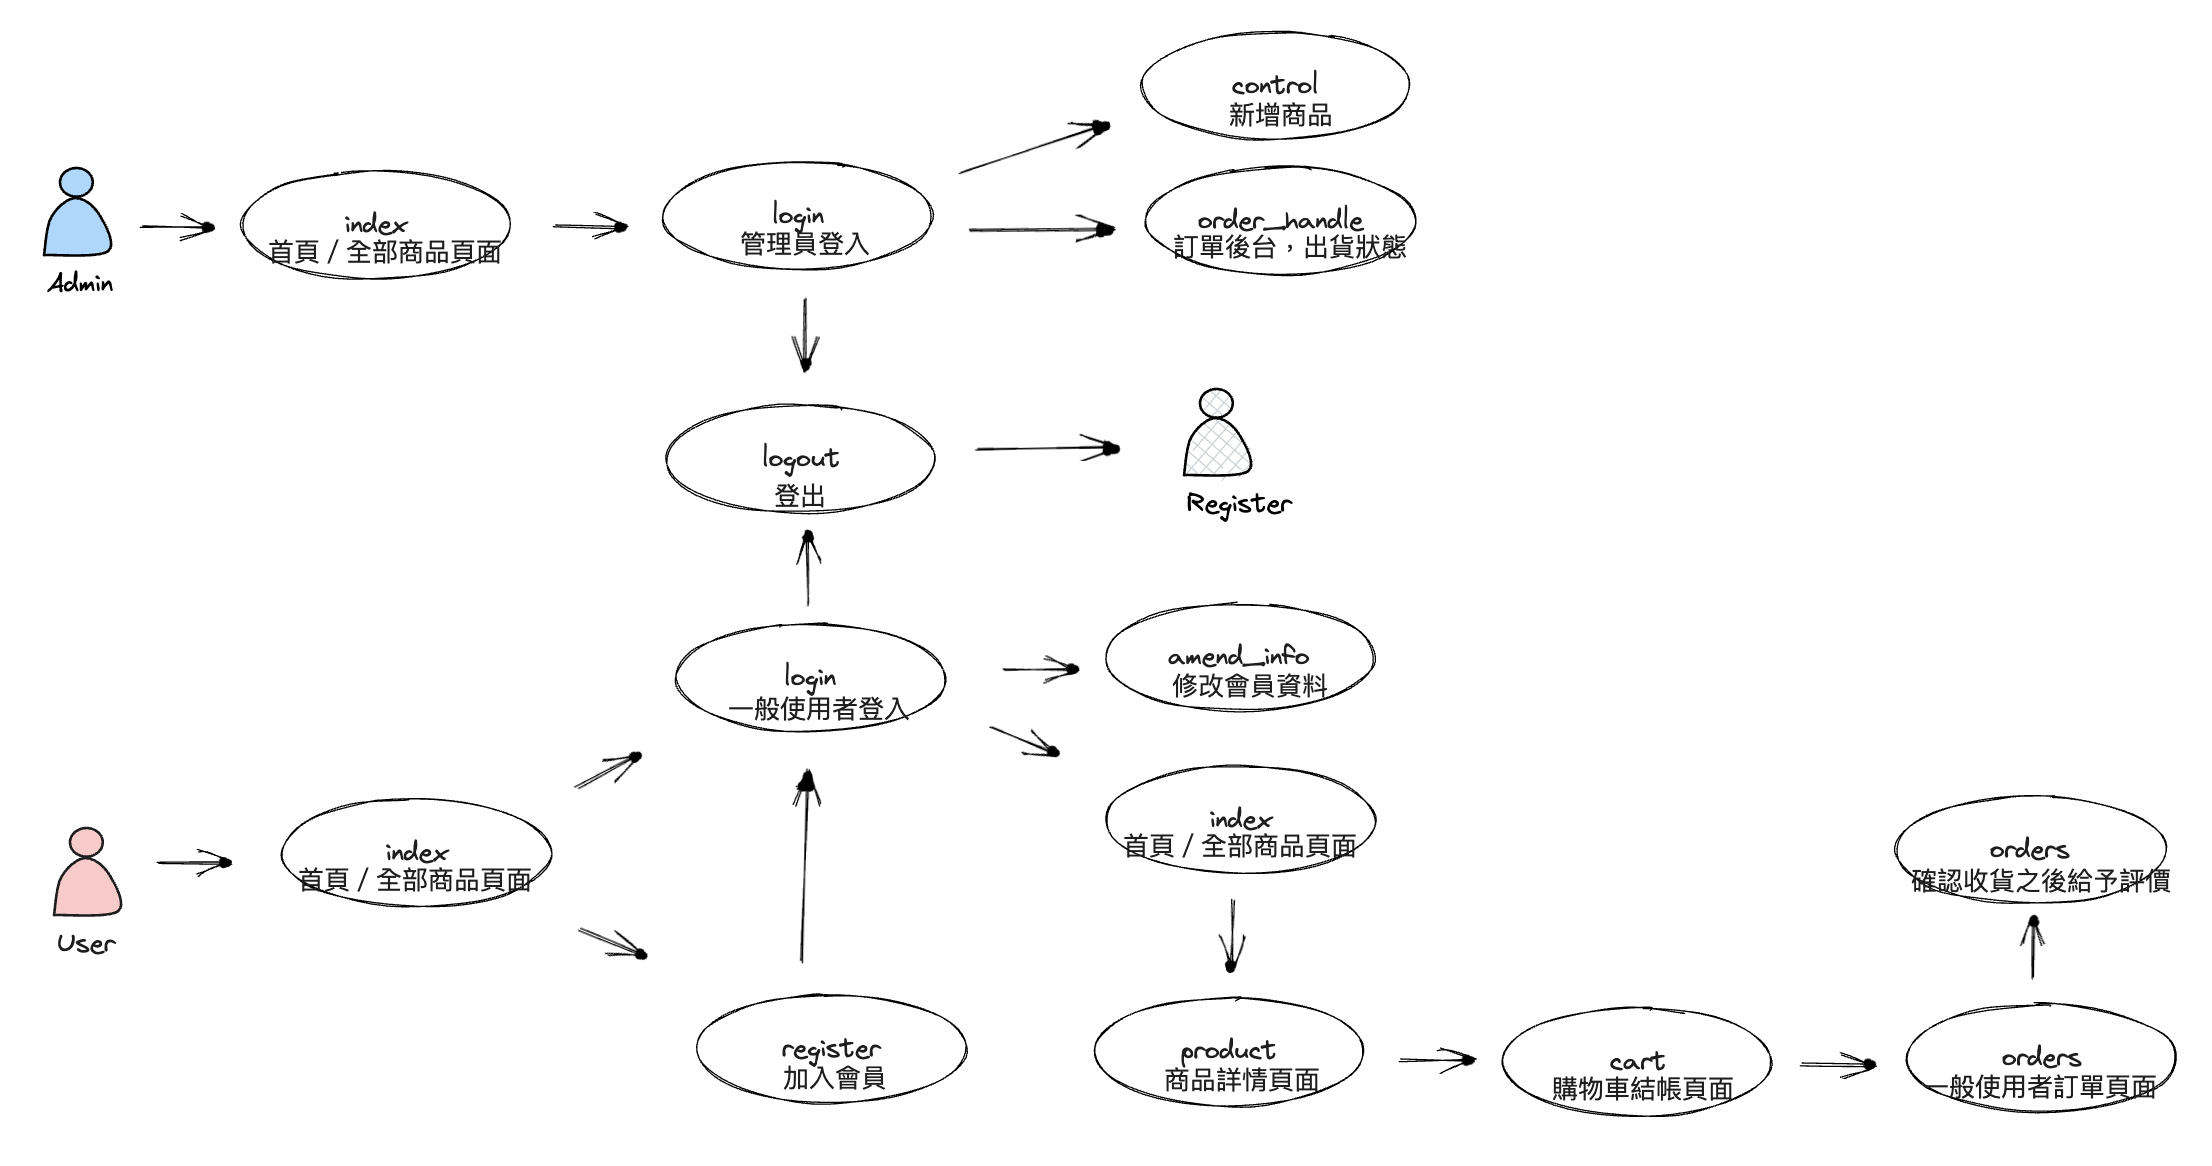 control
新增商品
Admin
index
首頁 / 全部商品頁面
login
管理員登入
order_handle
訂單後台，出貨狀態
logout
登出
Register
login
一般使用者登入
amend_info
修改會員資料
User
index
首頁 / 全部商品頁面
index
首頁 / 全部商品頁面
orders
確認收貨之後給予評價
register
加入會員
product
商品詳情頁面
cart
購物車結帳頁面
orders
一般使用者訂單頁面